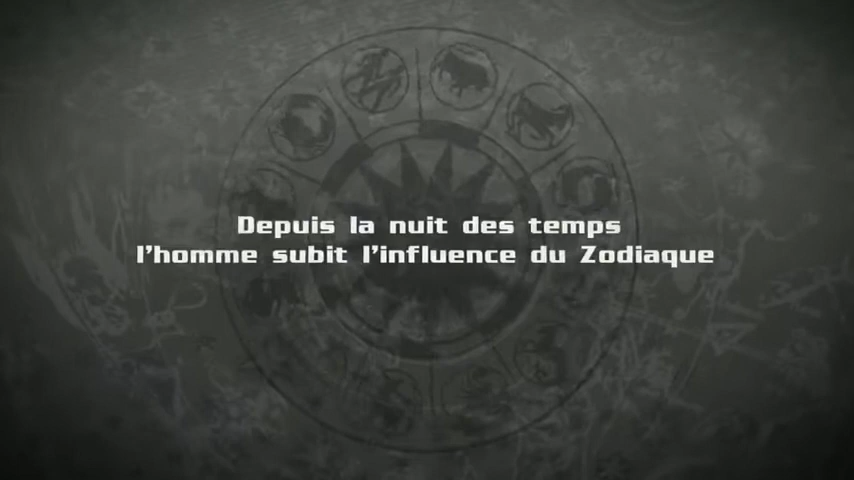 Depuis la nuit des temps
l'homme subit l'influence du Zodiaque